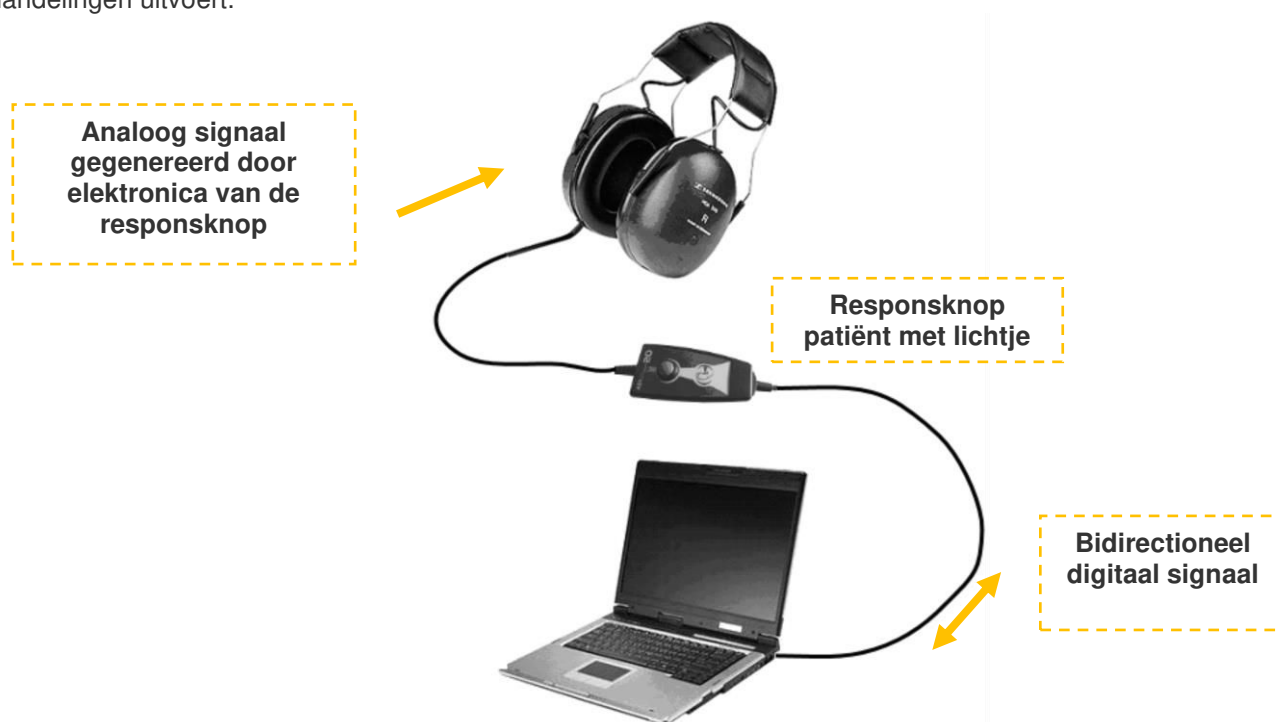 handelingen uitvoert.
Analoog signaal
gegenereerd door
elektronica van de
responsknop
Responsknop
patiënt met lichtje
R
Bidirectioneel
digitaal signaal